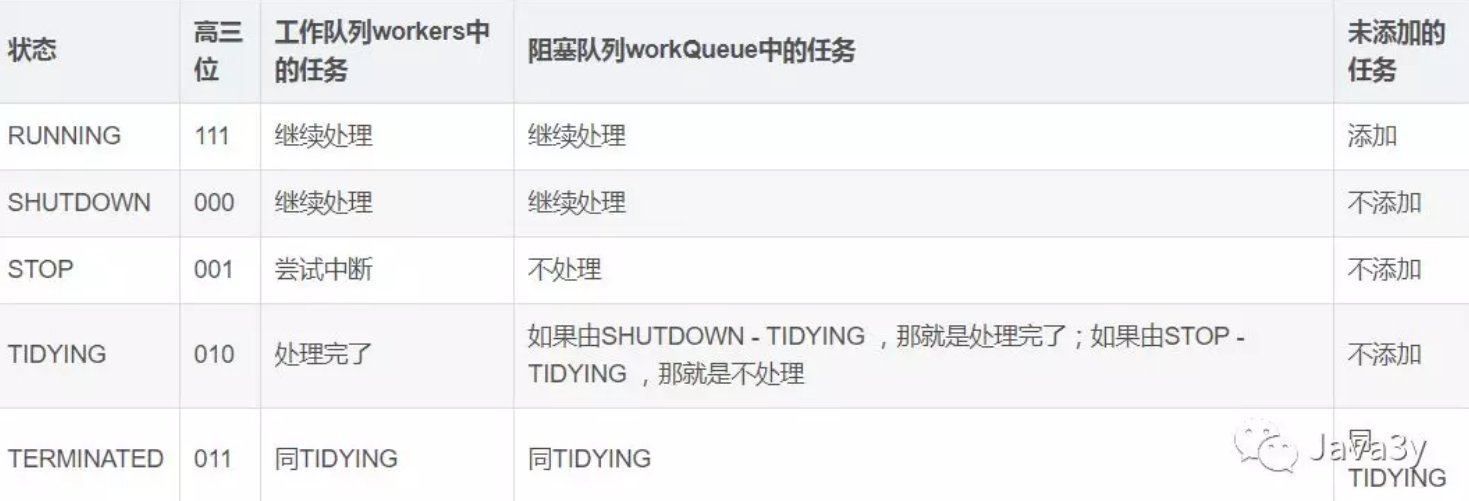 状态
高三
位
工作队列workers中
的任务
阻塞队列workQueue中的任务
未添加的
任务
RUNNING
111
继续处理
继续处理
添加
SHUTDOWN
000
继续处理
继续处理
不添加
STOP
001
尝试中断
不处理
不添加
TIDYING
010
处理完了
如果由SHUTDOWN - TIDYING ，那就是处理完了；如果由STOP -
TIDYING ，那就是不处理
不添加
TERMINATED
011
同TIDYING
同TIDYING
同
TIDYING
Java3y